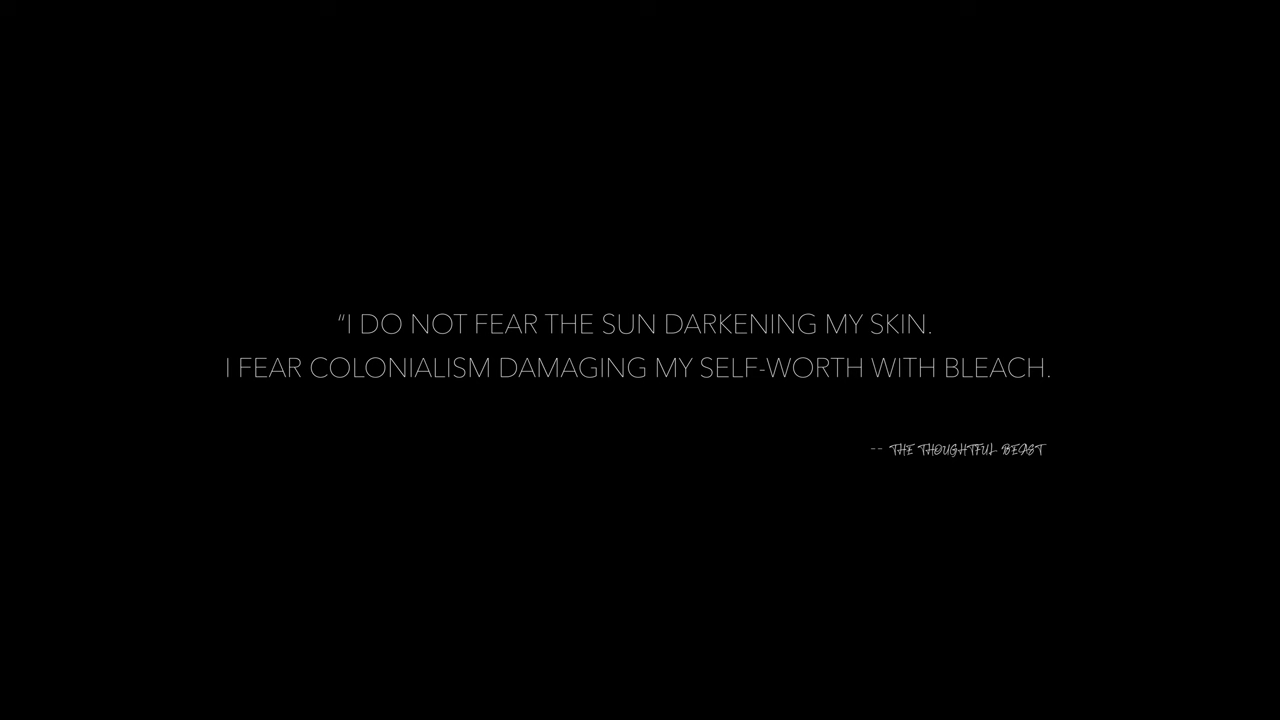 “I DO NOT FEAR THE SUN DARKENING MY SKIN.
I FEAR COLONIALISM DAMAGING MY SELF-WORTH WITH BLEACH.
-- THE THOUGHTFUL BEAST